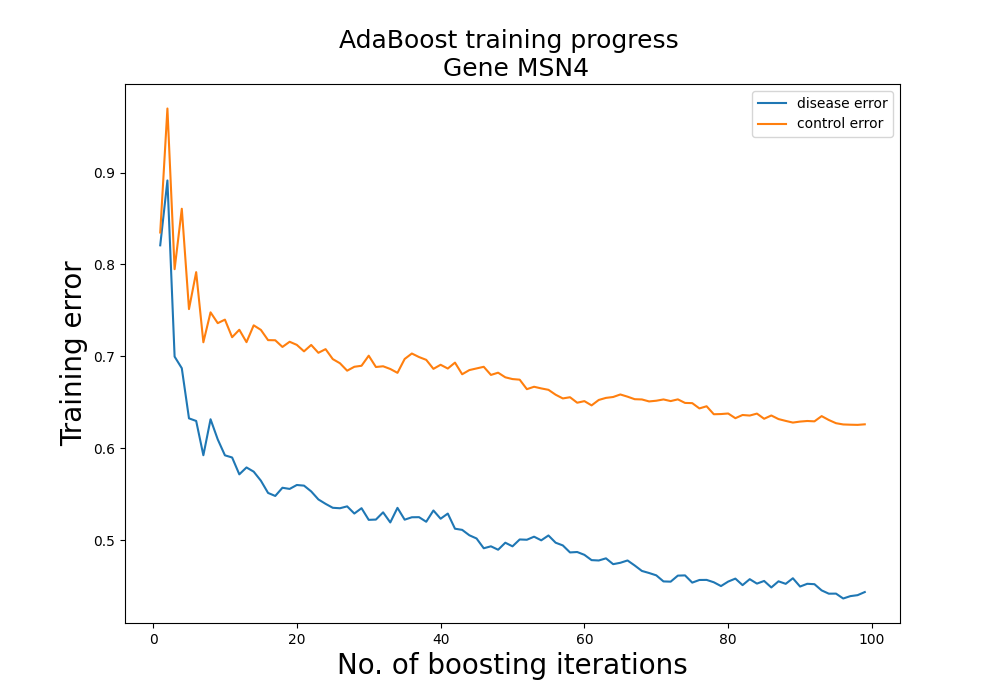 AdaBoost training progress
Gene MSN4
disease error
control error
0.9
0.8
0.7
0.6
0.5
Training error
0 20 40 60 80 100
No. of boosting iterations